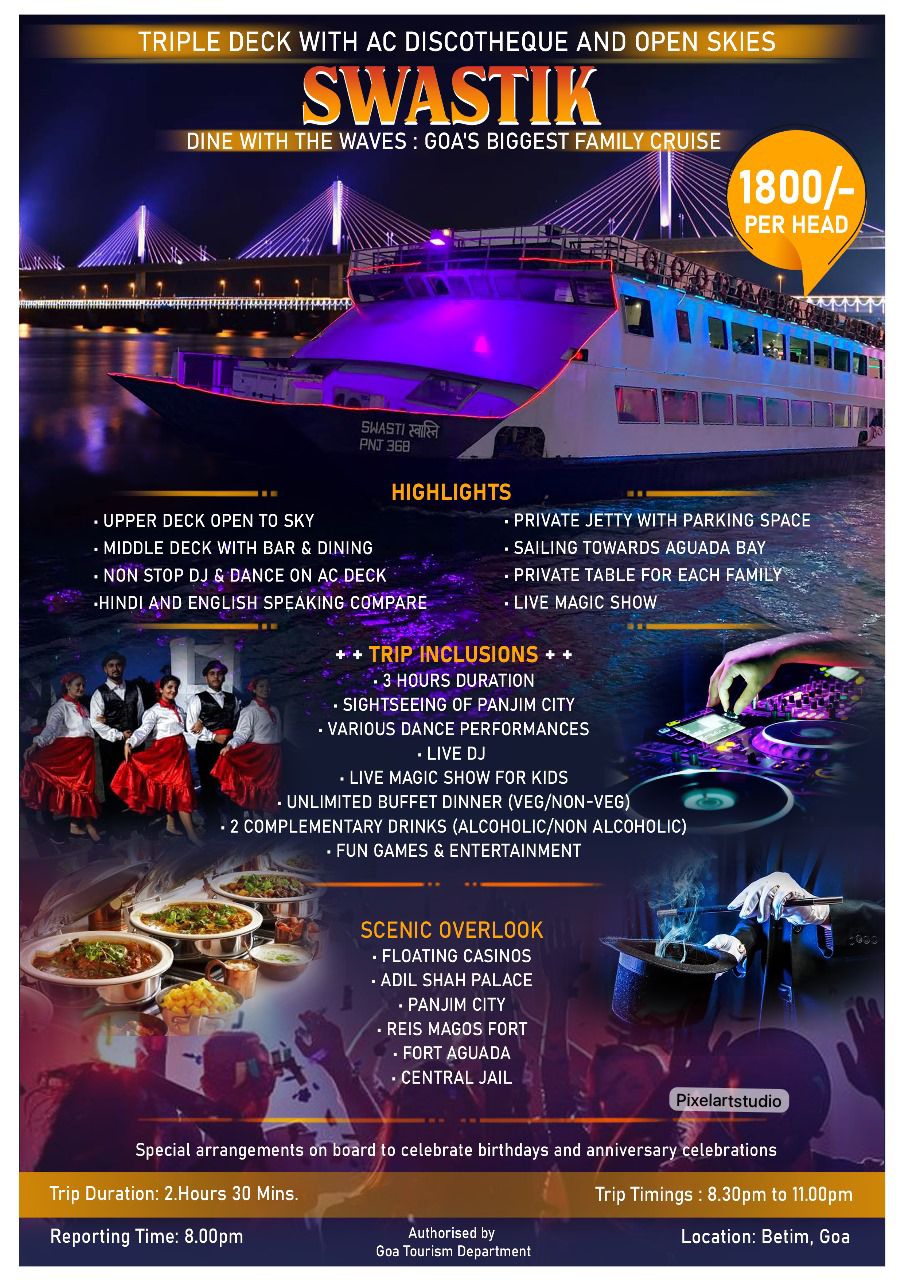 TRIPLE DECK WITH AC DISCOTHEQUE AND OPEN SKIES
SWASTIK
DINE WITH THE WAVES : GOA'S BIGGEST FAMILY CRUISE
1800/-
PER HEAD
SWASTI स्वास्ति
PNJ 368
HIGHLIGHTS
· UPPER DECK OPEN TO SKY
· MIDDLE DECK WITH BAR & DINING
· NON STOP DJ & DANCE ON AC DECK
·HINDI AND ENGLISH SPEAKING COMPARE
· PRIVATE JETTY WITH PARKING SPACE
· SAILING TOWARDS AGUADA BAY
· PRIVATE TABLE FOR EACH FAMILY
· LIVE MAGIC SHOW
+ + TRIP INCLUSIONS + +
· 3 HOURS DURATION
· SIGHTSEEING OF PANJIM CITY
· VARIOUS DANCE PERFORMANCES
· LIVE DJ
· LIVE MAGIC SHOW FOR KIDS
· UNLIMITED BUFFET DINNER (VEG/NON-VEG)
· 2 COMPLEMENTARY DRINKS (ALCOHOLIC/NON ALCOHOLIC)
· FUN GAMES & ENTERTAINMENT
SCENIC OVERLOOK
· FLOATING CASINOS
· ADIL SHAH PALACE
· PANJIM CITY
· REIS MAGOS FORT
· FORT AGUADA
· CENTRAL JAIL
Pixelartstudio
Special arrangements on board to celebrate birthdays and anniversary celebrations
Trip Duration: 2.Hours 30 Mins.
Trip Timings : 8.30pm to 11.00pm
Reporting Time: 8.00pm
Authorised by
Goa Tourism Department
Location: Betim, Goa